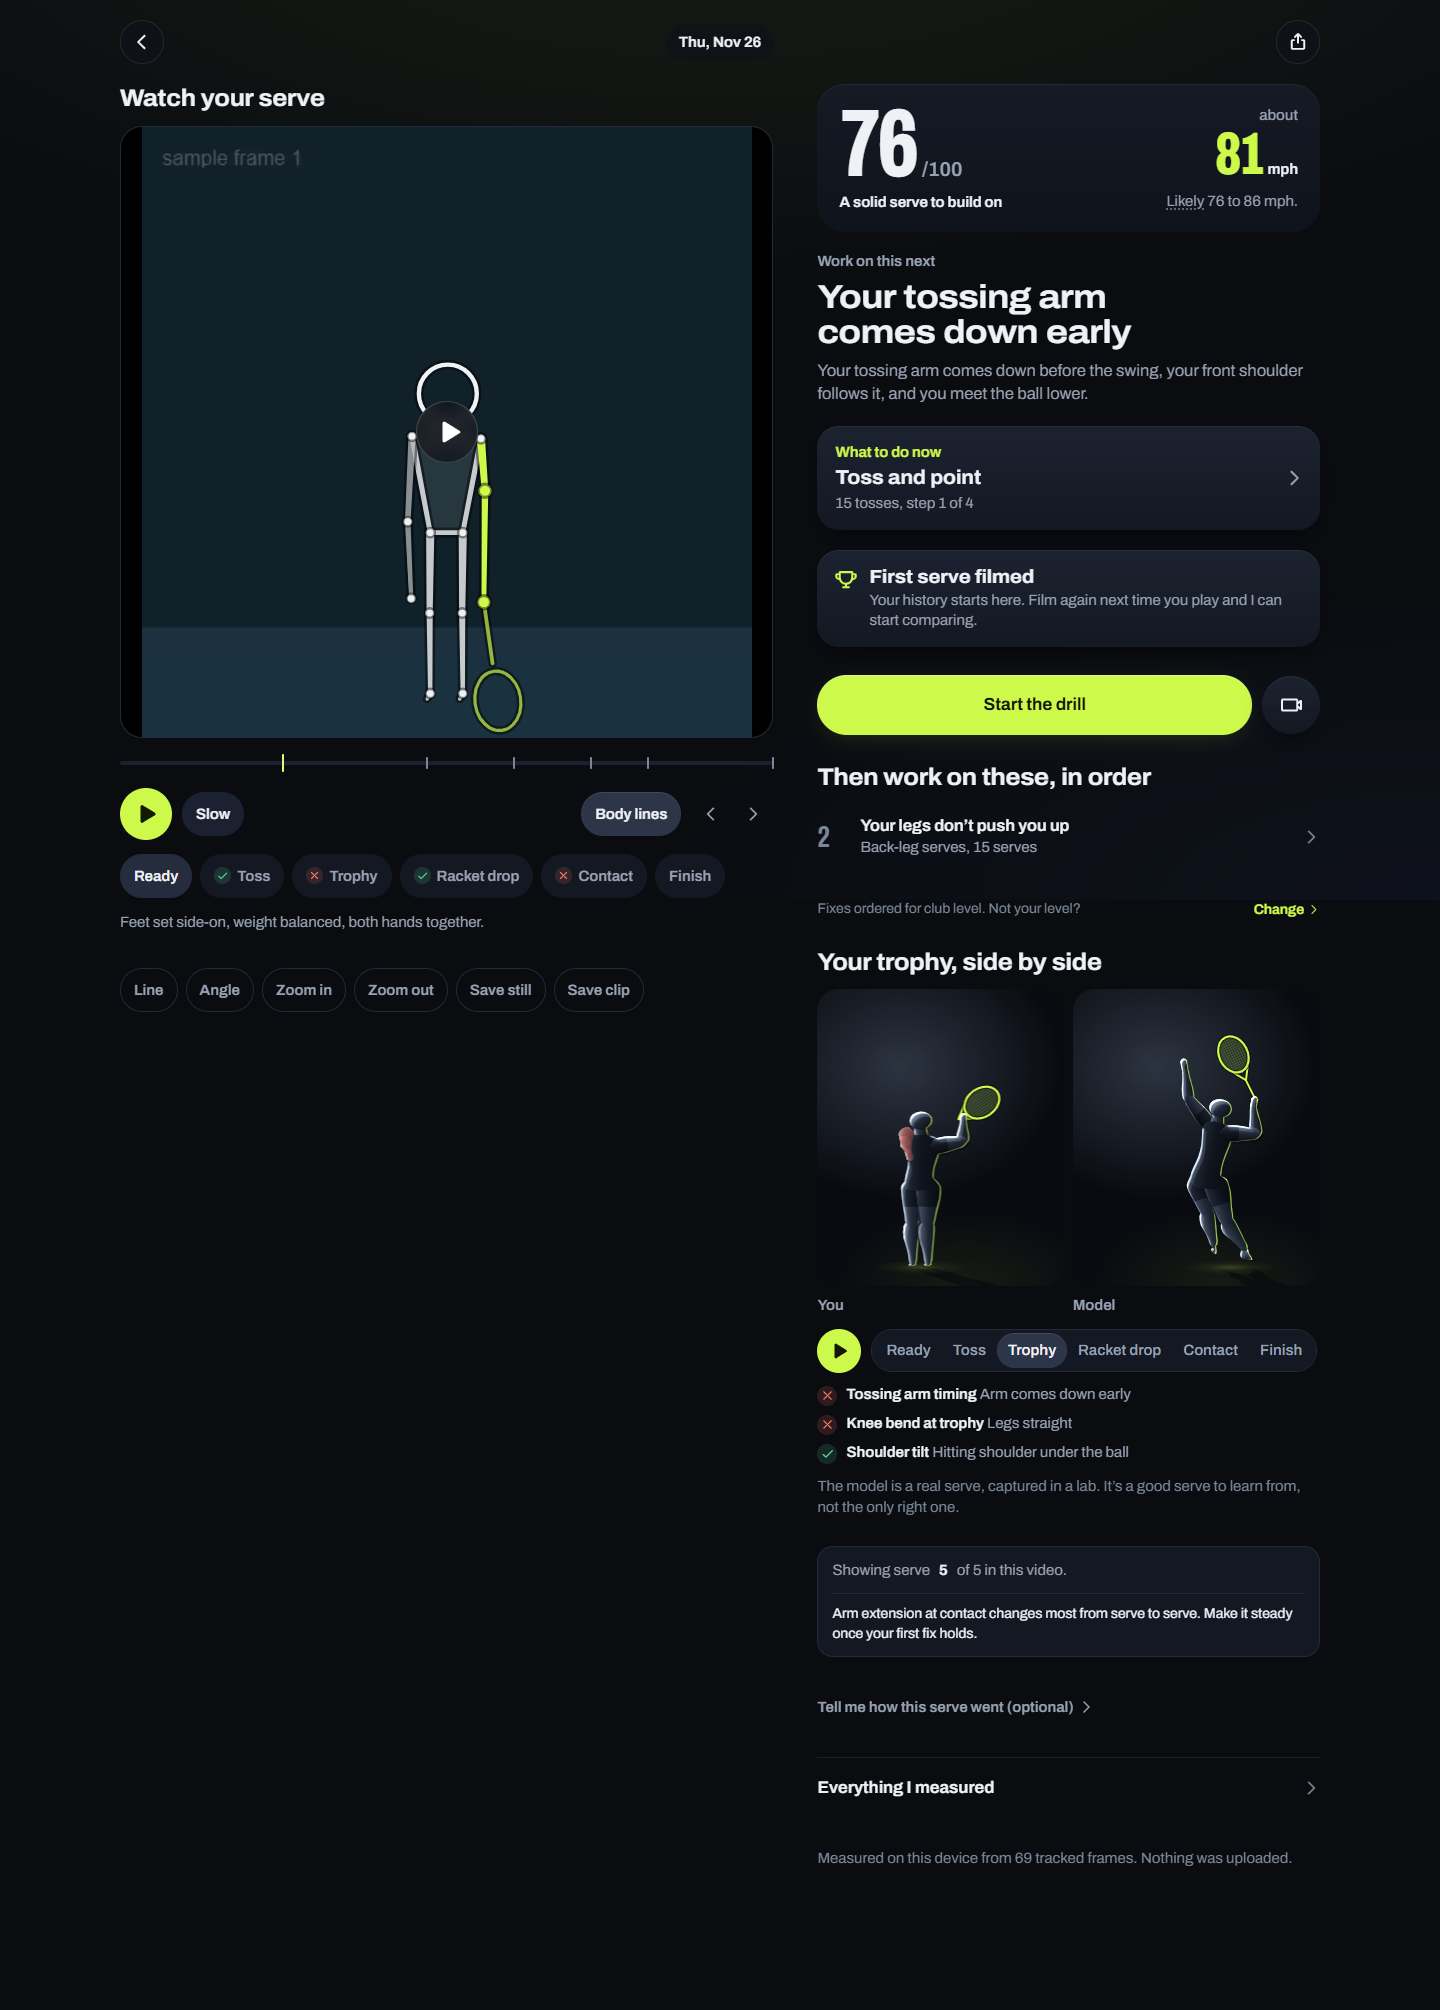 Thu, Nov 26
Watch your serve
sample frame 1
Slow
Body lines
Ready
Toss
Trophy
Racket drop
Contact
Finish
Feet set side-on, weight balanced, both hands together.
Line
Angle
Zoom in
Zoom out
Save still
Save clip
76 /100
A solid serve to build on
about
81 mph
Likely 76 to 86 mph.
Work on this next
Your tossing arm
comes down early
Your tossing arm comes down before the swing, your front shoulder
follows it, and you meet the ball lower.
What to do now
Toss and point
15 tosses, step 1 of 4
First serve filmed
Your history starts here. Film again next time you play and I can
start comparing.
Start the drill
Then work on these, in order
2
Your legs don’t push you up
Back-leg serves, 15 serves
Fixes ordered for club level. Not your level?
Change
Your trophy, side by side
You
Model
Ready
Toss
Trophy
Racket drop
Contact
Finish
Tossing arm timing Arm comes down early
Knee bend at trophy Legs straight
Shoulder tilt Hitting shoulder under the ball
The model is a real serve, captured in a lab. It’s a good serve to learn from,
not the only right one.
Showing serve 5 of 5 in this video.
Arm extension at contact changes most from serve to serve. Make it steady
once your first fix holds.
Tell me how this serve went (optional)
Everything I measured
Measured on this device from 69 tracked frames. Nothing was uploaded.